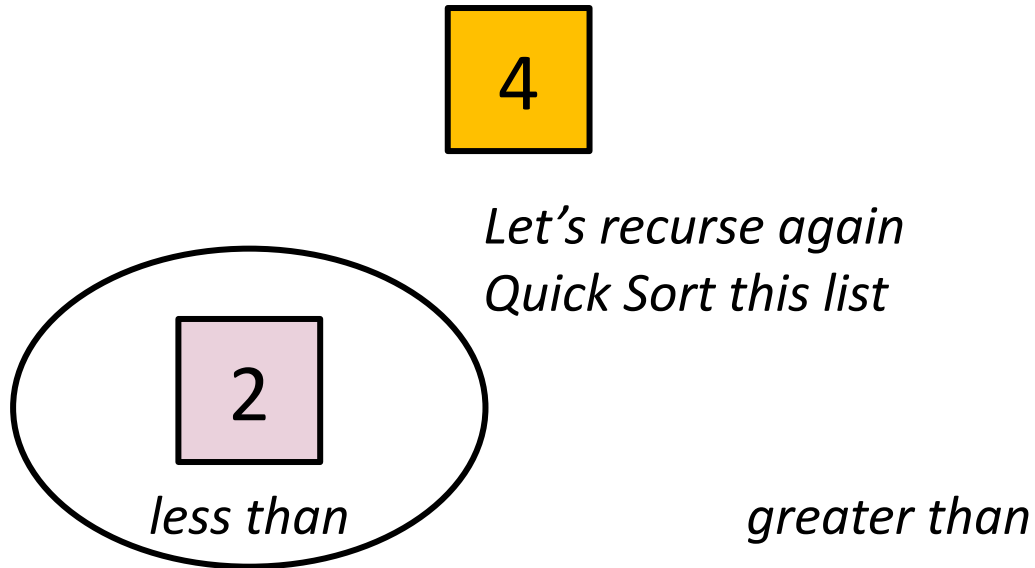 4
Let’s recurse again
Quick Sort this list
2
less than
greater than